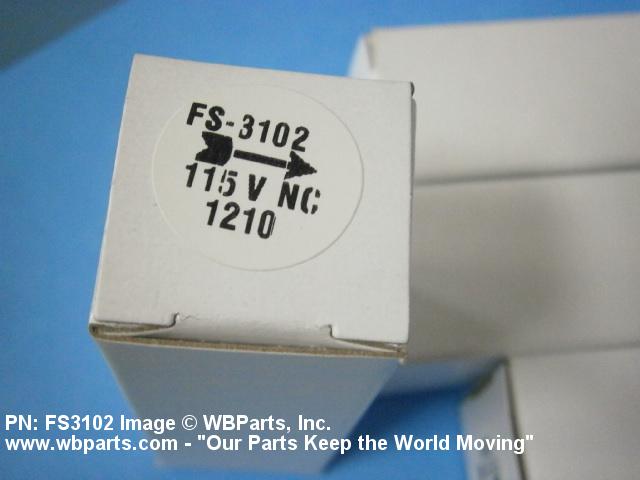 FS-3102
115 V NC
1210
PN: FS3102 Image © WBParts, Inc.
www.wbparts.com - "Our Parts Keep the World Moving"